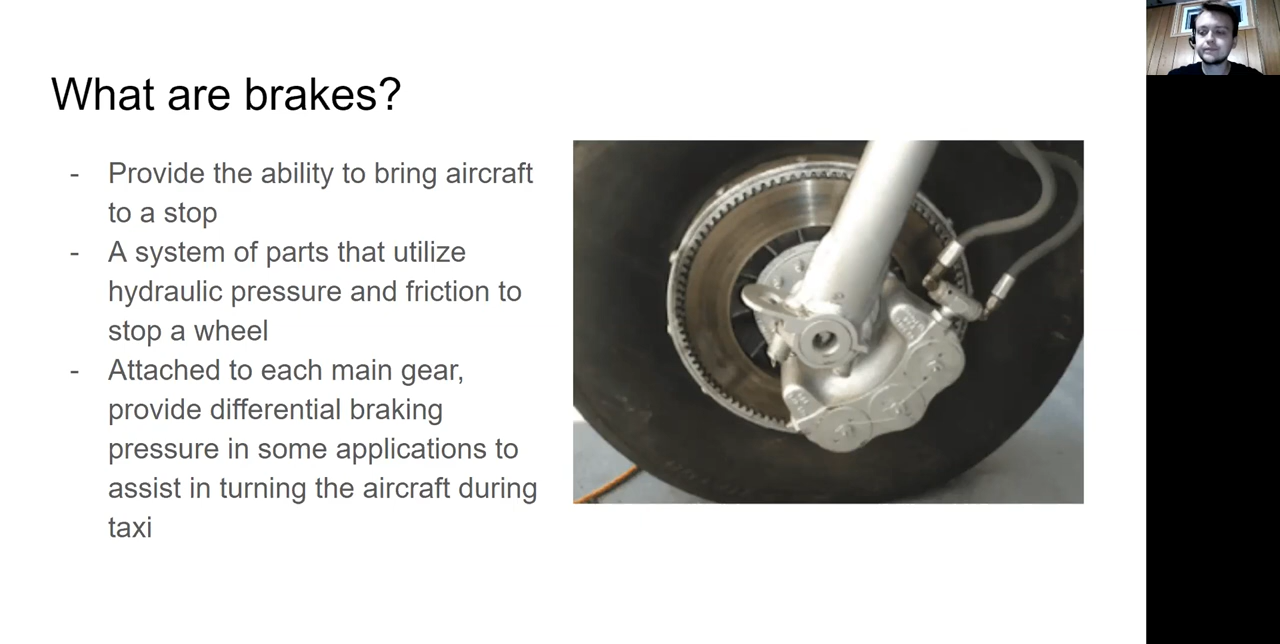 What are brakes?
- Provide the ability to bring aircraft
to a stop
- A system of parts that utilize
hydraulic pressure and friction to
stop a wheel
- Attached to each main gear,
provide differential braking
pressure in some applications to
assist in turning the aircraft during
taxi